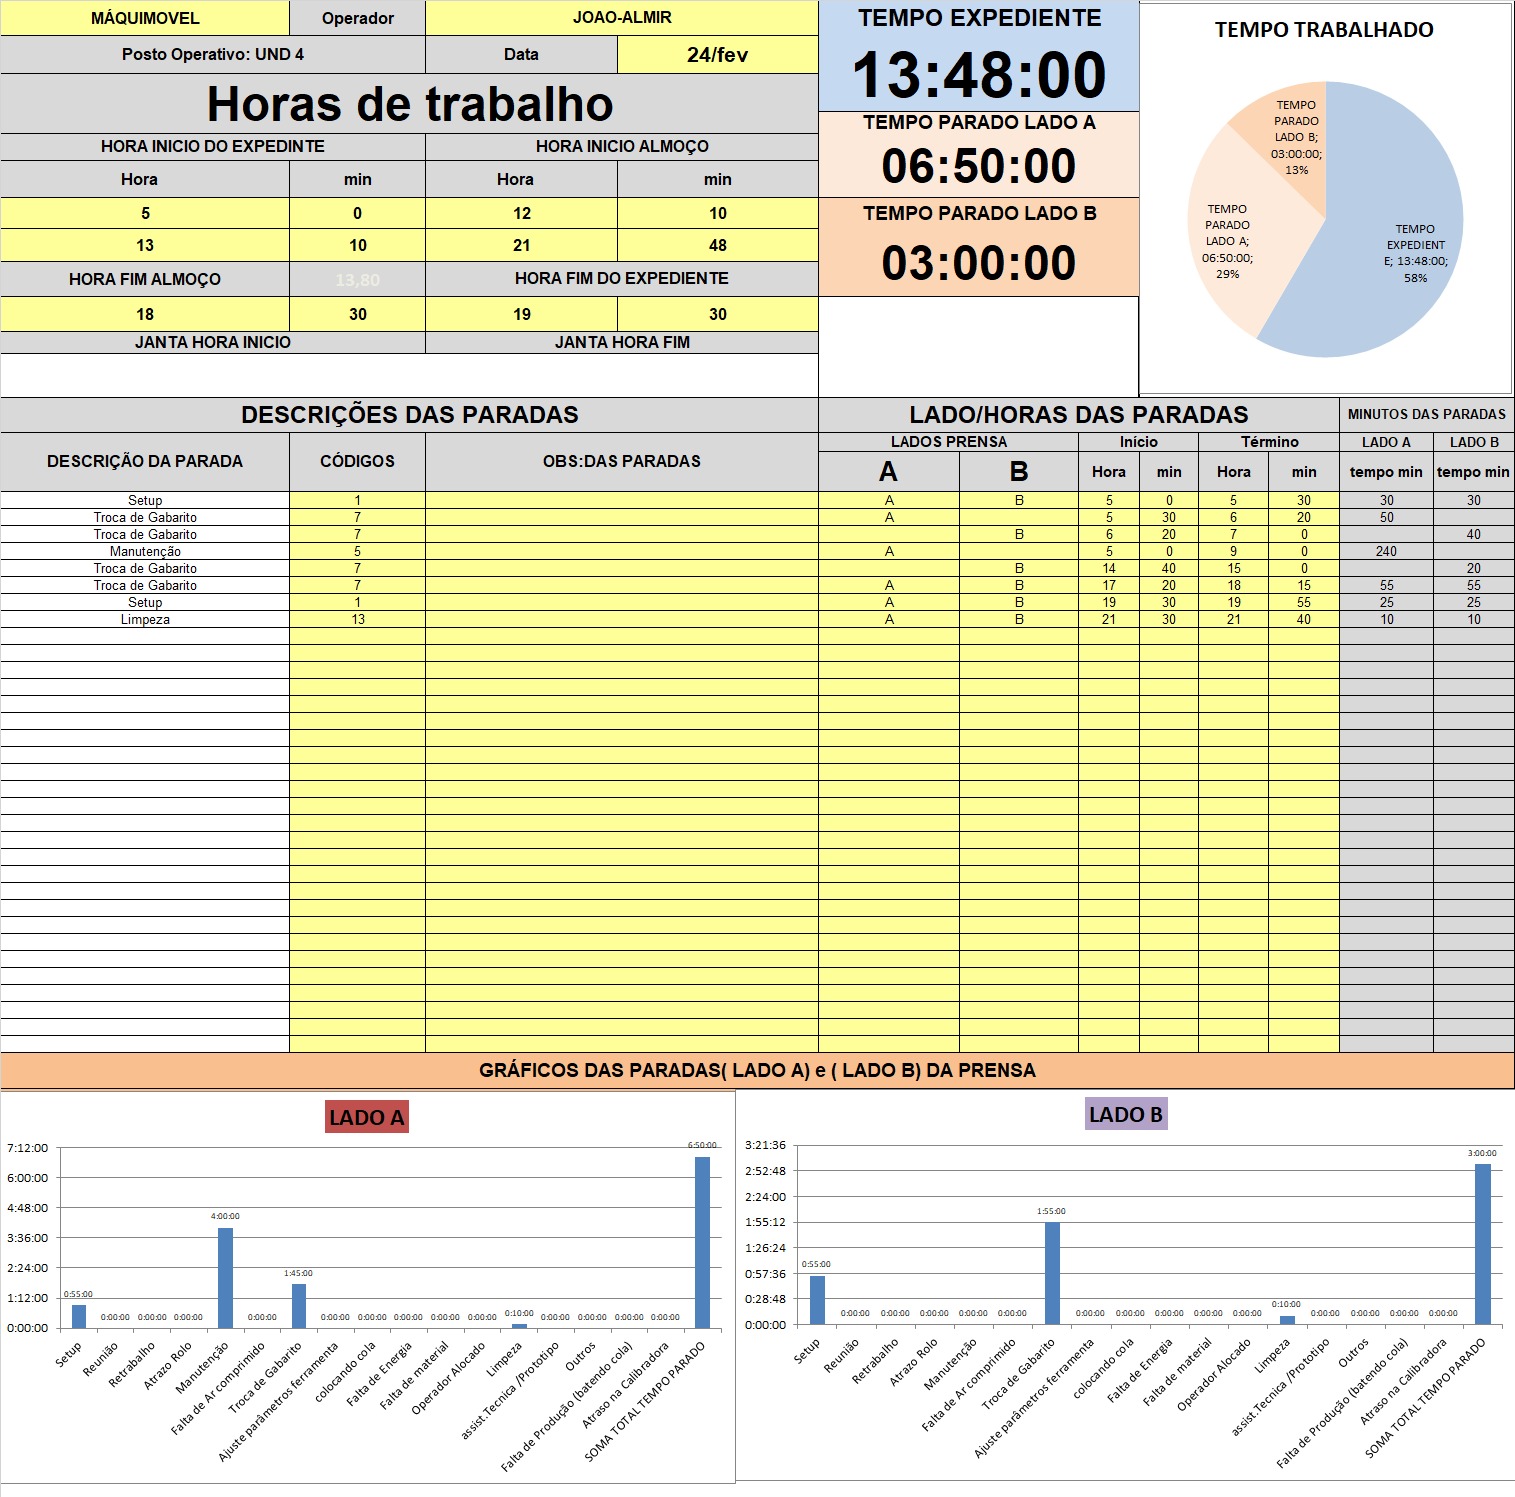 MÁQUIMOVEL Operador JOAO-ALMIR
Posto Operativo: UND 4 Data 24/fev
Horas de trabalho
HORA INICIO DO EXPEDINTE HORA INICIO ALMOÇO
Hora min Hora min
5 0 12 10
13 10 21 48
HORA FIM ALMOÇO 13,80 HORA FIM DO EXPEDIENTE
18 30 19 30
JANTA HORA INICIO JANTA HORA FIM
TEMPO EXPEDIENTE
13:48:00
TEMPO PARADO LADO A
06:50:00
TEMPO PARADO LADO B
03:00:00
TEMPO TRABALHADO
TEMPO
PARADO
LADO B;
03:00:00;
13%
TEMPO
PARADO
LADO A;
06:50:00;
29%
TEMPO
EXPEDIENT
E; 13:48:00;
58%
DESCRIÇÕES DAS PARADAS LADO/HORAS DAS PARADAS MINUTOS DAS PARADAS
DESCRIÇÃO DA PARADA CÓDIGOS OBS:DAS PARADAS LADOS PRENSA Início Término LADO A LADO B
A B Hora min Hora min tempo min tempo min
Setup 1 A B 5 0 5 30 30 30
Troca de Gabarito 7 A 5 30 6 20 50
Troca de Gabarito 7 B 6 20 7 0 40
Manutenção 5 A 5 0 9 0 240
Troca de Gabarito 7 B 14 40 15 0 20
Troca de Gabarito 7 A B 17 20 18 15 55 55
Setup 1 A B 19 30 19 55 25 25
Limpeza 13 A B 21 30 21 40 10 10
GRÁFICOS DAS PARADAS( LADO A) e ( LADO B) DA PRENSA
LADO A
7:12:00
6:00:00
4:48:00
3:36:00
2:24:00
1:12:00
0:00:00
0:55:00 0:00:00 0:00:00 0:00:00 4:00:00 0:00:00 1:45:00 0:00:00 0:00:00 0:00:00 0:00:00 0:00:00 0:10:00 0:00:00 0:00:00 0:00:00 0:00:00 6:50:00
Setup
Reunião
Retrabalho
Atrazo Rolo
Manutenção
Falta de Ar comprimido
Troca de Gabarito
Ajuste parâmetros ferramenta
colocando cola
Falta de Energia
Falta de material
Operador Alocado
Limpeza
assist.Tecnica /Prototipo
Outros
Falta de Produção (batendo cola)
Atraso na Calibradora
SOMA TOTAL TEMPO PARADO
LADO B
3:21:36
2:52:48
2:24:00
1:55:12
1:26:24
0:57:36
0:28:48
0:00:00
0:55:00 0:00:00 0:00:00 0:00:00 0:00:00 0:00:00 1:55:00 0:00:00 0:00:00 0:00:00 0:00:00 0:00:00 0:10:00 0:00:00 0:00:00 0:00:00 0:00:00 3:00:00
Setup
Reunião
Retrabalho
Atrazo Rolo
Manutenção
Falta de Ar comprimido
Troca de Gabarito
Ajuste parâmetros ferramenta
colocando cola
Falta de Energia
Falta de material
Operador Alocado
Limpeza
assist.Tecnica /Prototipo
Outros
Falta de Produção (batendo cola)
Atraso na Calibradora
SOMA TOTAL TEMPO PARADO